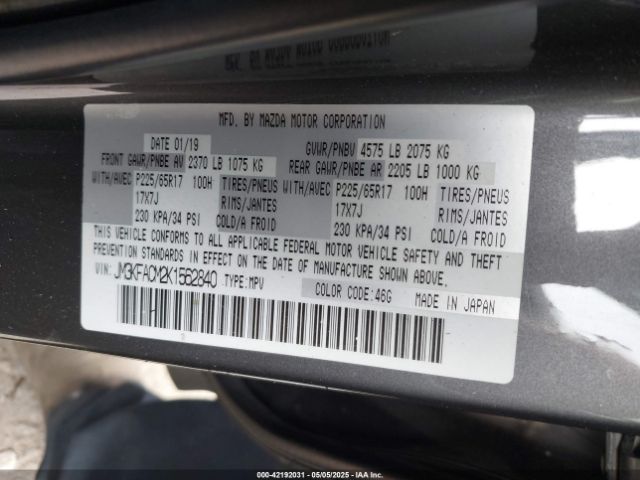 MFD. BY MAZDA MOTOR CORPORATION
DATE 01/19 GVWR/PNBV 4575 LB 2075 KG
FRONT GAWR/PNBE AV 2370 LB 1075 KG REAR GAWR/PNBE AR 2205 LB 1000 KG
WITH/AVEC P225/65R17 100H TIRES/PNEUS WITH/AVEC P225/65R17 100H TIRES/PNEUS
17X7J RIMS/JANTES 17X7J RIMS/JANTES
230 KPA/34 PSI COLD/A FROID 230 KPA/34 PSI COLD/A FROID
THIS VEHICLE CONFORMS TO ALL APPLICABLE FEDERAL MOTOR VEHICLE SAFETY AND THEFT
PREVENTION STANDARDS IN EFFECT ON THE DATE OF MANUFACTURE SHOWN ABOVE.
VIN: JM3KFACM2K1562840 TYPE: MPV COLOR CODE: 46G MADE IN JAPAN
000-42192031 - 05/05/2025 - IAAI.COM